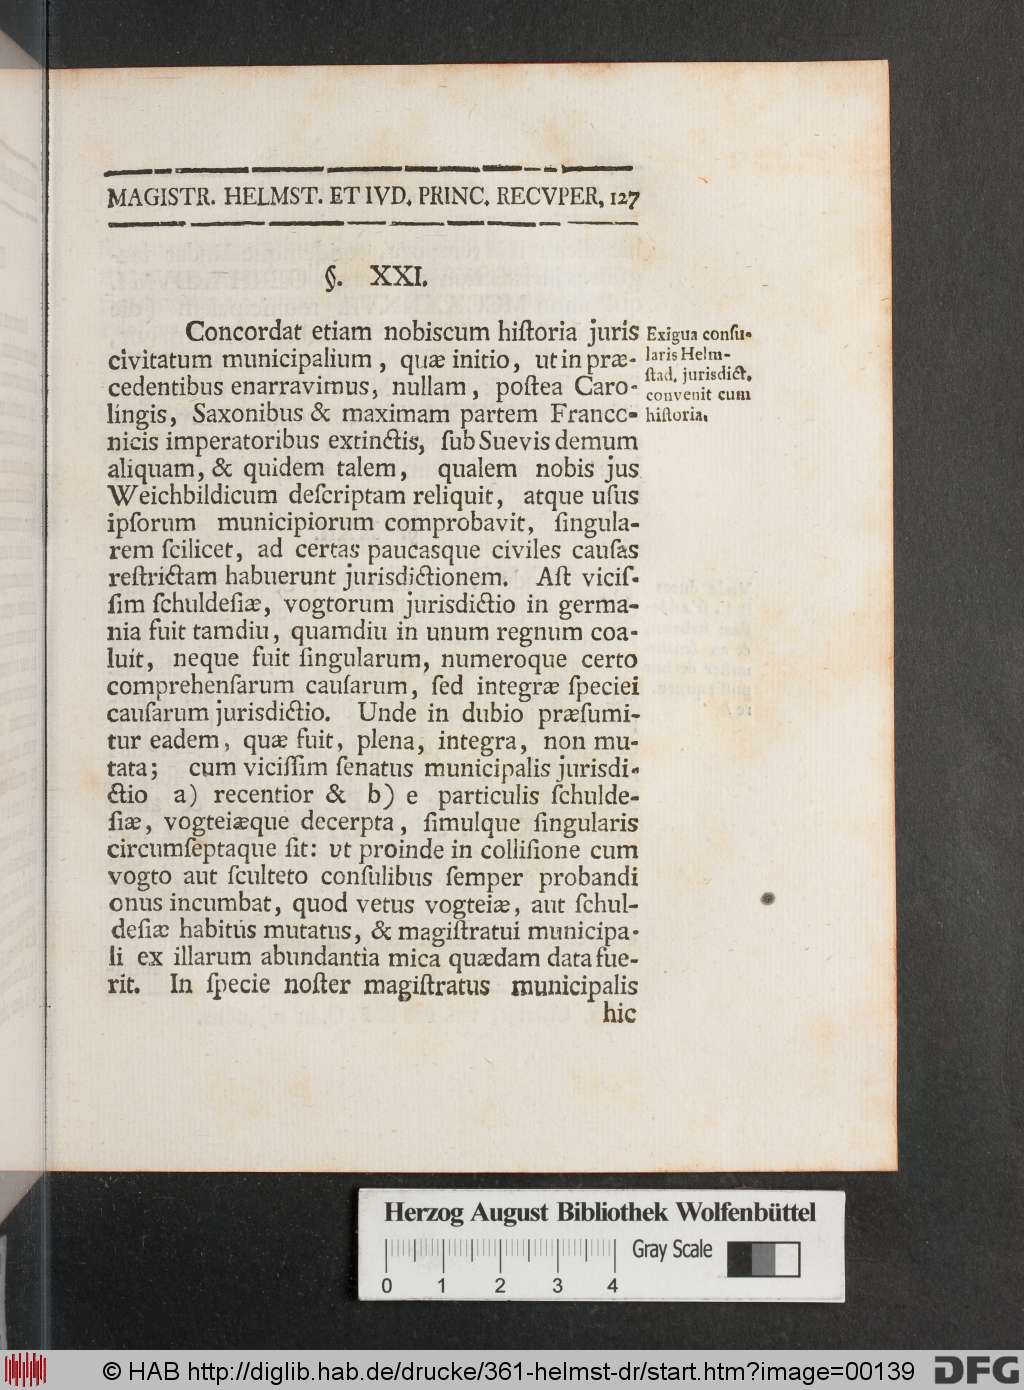 MAGISTR. HELMST. ET IVD. PRINC. RECVPER. 127
§. XXI.
Concordat etiam nobiscum hiſtoria juris
civitatum municipalium, quæ initio, ut in præ-
cedentibus enarravimus, nullam, poſtea Caro-
lingis, Saxonibus & maximam partem Francc-
nicis imperatoribus extinctis, ſub Suevis demum
aliquam, & quidem talem, qualem nobis jus
Weichbildicum deſcriptam reliquit, atque uſus
ipſorum municipiorum comprobavit, ſingula-
rem ſcilicet, ad certas paucasque civiles cauſas
reſtrictam habuerunt jurisdictionem. Aſt viciſ-
ſim ſchuldeſiæ, vogtorum jurisdictio in germa-
nia fuit tamdiu, quamdiu in unum regnum coa-
luit, neque fuit ſingularum, numeroque certo
comprehenſarum cauſarum, ſed integræ ſpeciei
cauſarum jurisdictio. Unde in dubio præſumi-
tur eadem, quæ fuit, plena, integra, non mu-
tata; cum viciſſim ſenatus municipalis jurisdi-
ctio a) recentior & b) e particulis ſchulde-
ſiæ, vogteiæque decerpta, ſimulque ſingularis
circumſeptaque ſit: vt proinde in colliſione cum
vogto aut ſculteto conſulibus ſemper probandi
onus incumbat, quod vetus vogteiæ, aut ſchul-
deſiæ habitus mutatus, & magiſtratui municipa-
li ex illarum abundantia mica quædam data fue-
rit. In ſpecie noſter magiſtratus municipalis
hic
Exigua conſu-
laris Helm-
ſtad. jurisdict.
convenit cum
hiſtoria.
Herzog August Bibliothek Wolfenbüttel
Gray Scale
0 1 2 3 4
© HAB http://diglib.hab.de/drucke/361-helmst-dr/start.htm?image=00139
DFG